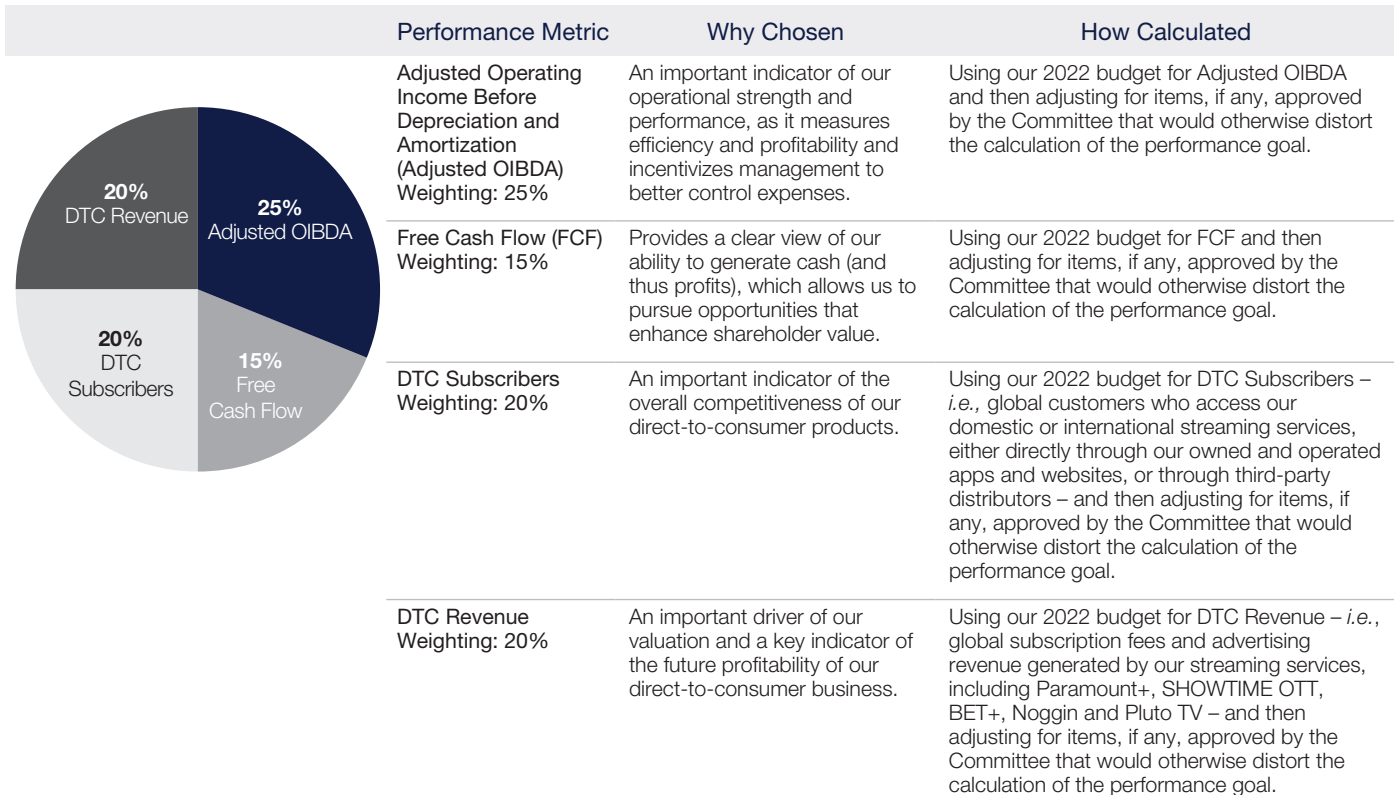 Performance Metric
Why Chosen
How Calculated
20%
DTC Revenue
25%
Adjusted OIBDA
20%
DTC
Subscribers
15%
Free
Cash Flow
Adjusted Operating
Income Before
Depreciation and
Amortization
(Adjusted OIBDA)
Weighting: 25%
An important indicator of our
operational strength and
performance, as it measures
efficiency and profitability and
incentivizes management to
better control expenses.
Using our 2022 budget for Adjusted OIBDA
and then adjusting for items, if any, approved
by the Committee that would otherwise distort
the calculation of the performance goal.
Free Cash Flow (FCF)
Weighting: 15%
Provides a clear view of our
ability to generate cash (and
thus profits), which allows us to
pursue opportunities that
enhance shareholder value.
Using our 2022 budget for FCF and then
adjusting for items, if any, approved by the
Committee that would otherwise distort the
calculation of the performance goal.
DTC Subscribers
Weighting: 20%
An important indicator of the
overall competitiveness of our
direct-to-consumer products.
Using our 2022 budget for DTC Subscribers –
i.e., global customers who access our
domestic or international streaming services,
either directly through our owned and operated
apps and websites, or through third-party
distributors – and then adjusting for items, if
any, approved by the Committee that would
otherwise distort the calculation of the
performance goal.
DTC Revenue
Weighting: 20%
An important driver of our
valuation and a key indicator of
the future profitability of our
direct-to-consumer business.
Using our 2022 budget for DTC Revenue – i.e.,
global subscription fees and advertising
revenue generated by our streaming services,
including Paramount+, SHOWTIME OTT,
BET+, Noggin and Pluto TV – and then
adjusting for items, if any, approved by the
Committee that would otherwise distort the
calculation of the performance goal.